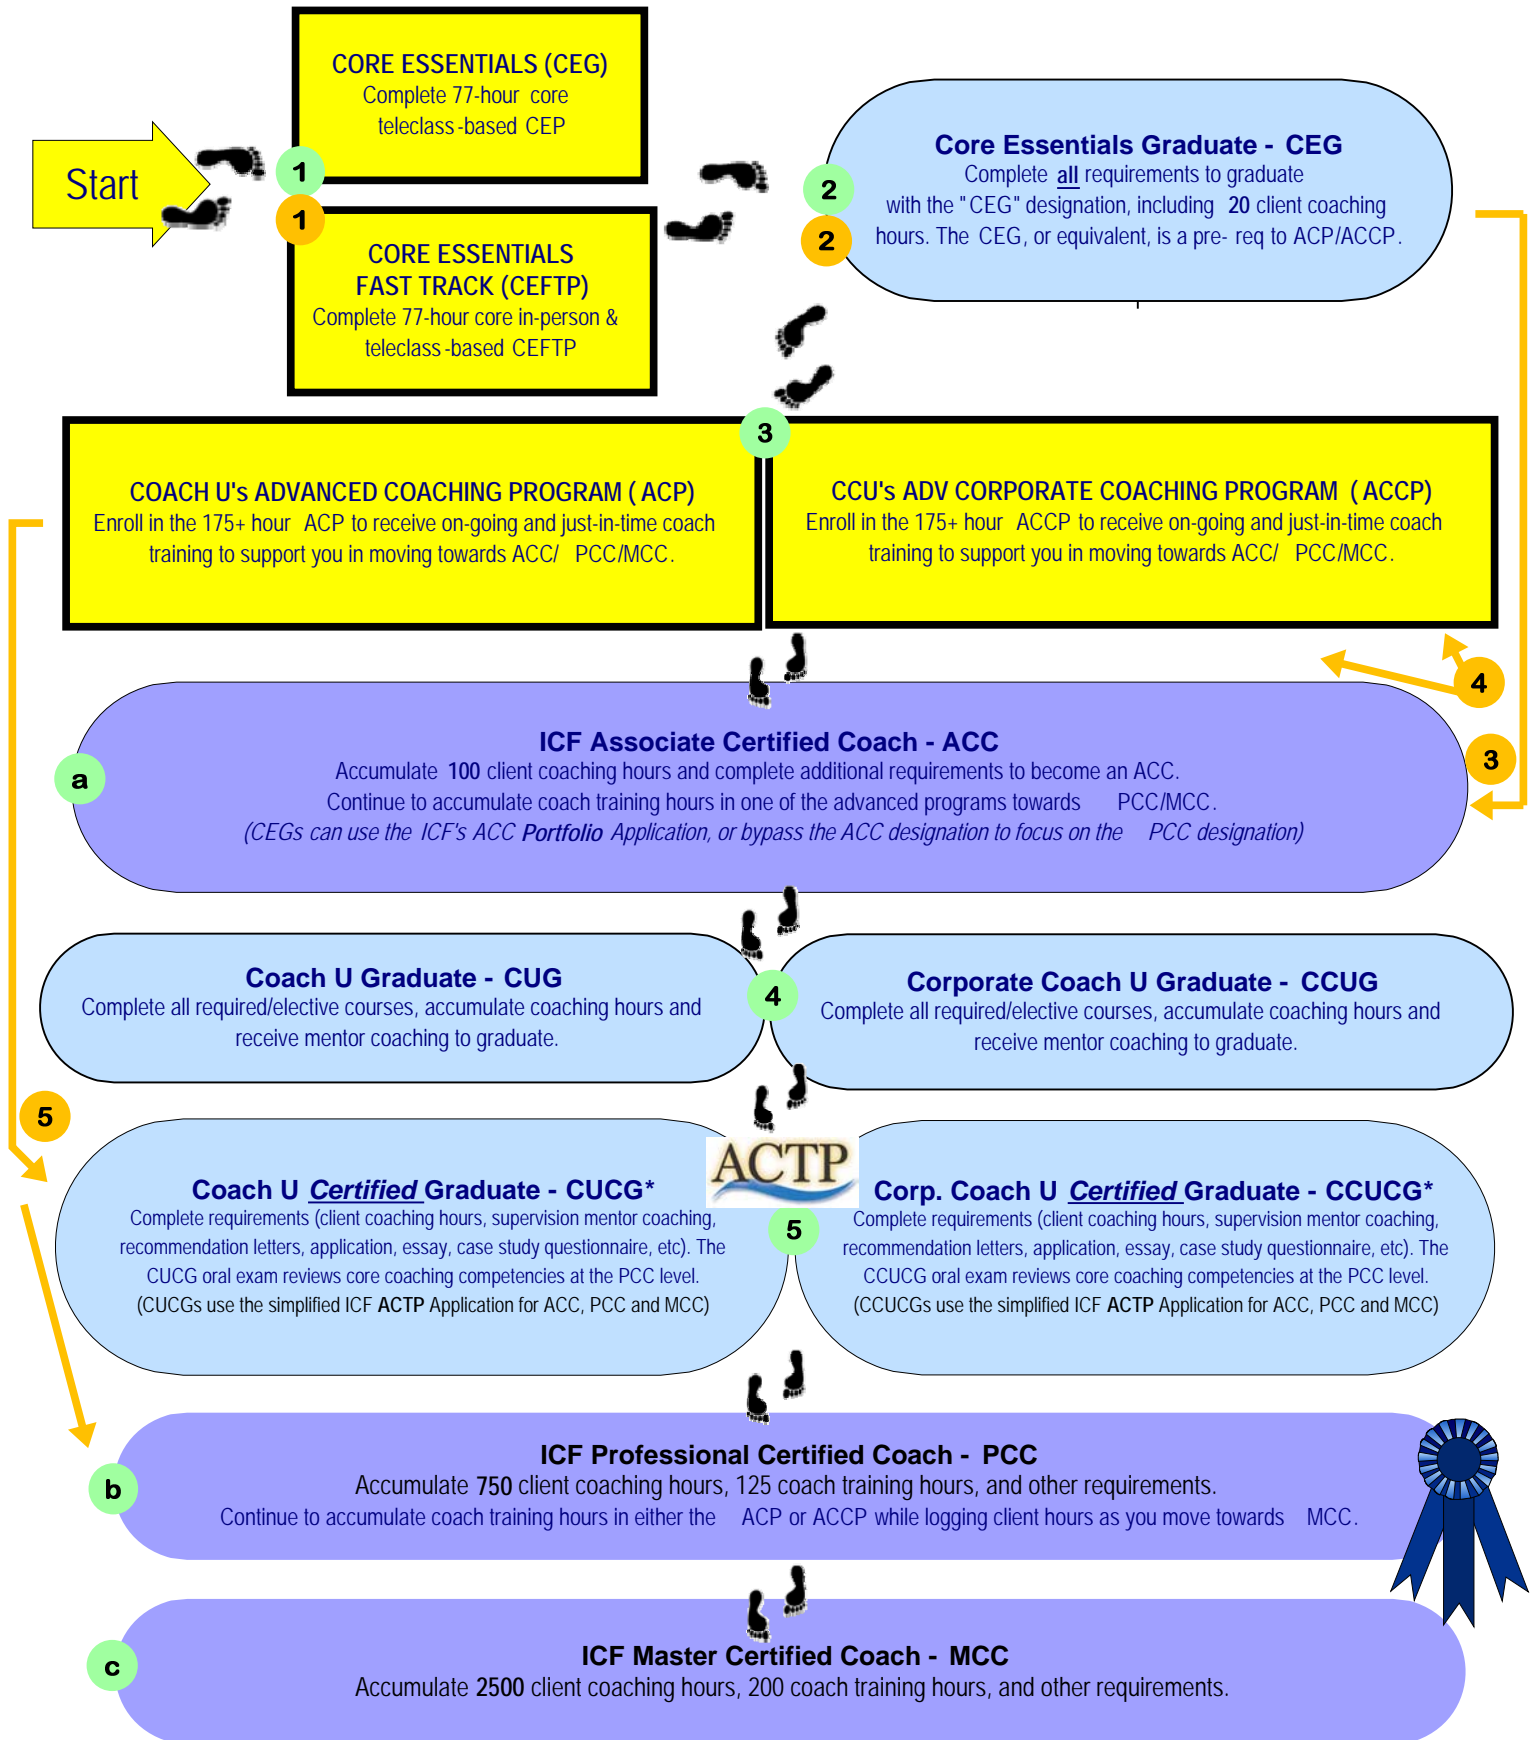 CORE ESSENTIALS (CEG)
Complete 77-hour core
teleclass-based CEP
Start
1
1
CORE ESSENTIALS
FAST TRACK (CEFTP)
Complete 77-hour core in-person &
teleclass-based CEFTP
Core Essentials Graduate - CEG
Complete all requirements to graduate
with the "CEG" designation, including 20 client coaching
hours. The CEG, or equivalent, is a pre- req to ACP/ACCP.
2
2
3
COACH U's ADVANCED COACHING PROGRAM ( ACP)
Enroll in the 175+ hour ACP to receive on-going and just-in-time coach
training to support you in moving towards ACC/ PCC/MCC.
CCU's ADV CORPORATE COACHING PROGRAM ( ACCP)
Enroll in the 175+ hour ACCP to receive on-going and just-in-time coach
training to support you in moving towards ACC/ PCC/MCC.
4
3
a
ICF Associate Certified Coach - ACC
Accumulate 100 client coaching hours and complete additional requirements to become an ACC.
Continue to accumulate coach training hours in one of the advanced programs towards PCC/MCC.
(CEGs can use the ICF's ACC Portfolio Application, or bypass the ACC designation to focus on the PCC designation)
Coach U Graduate - CUG
Complete all required/elective courses, accumulate coaching hours and
receive mentor coaching to graduate.
4
Corporate Coach U Graduate - CCUG
Complete all required/elective courses, accumulate coaching hours and
receive mentor coaching to graduate.
5
ACTP
Coach U Certified Graduate - CUCG*
Complete requirements (client coaching hours, supervision mentor coaching,
recommendation letters, application, essay, case study questionnaire, etc). The
CUCG oral exam reviews core coaching competencies at the PCC level.
(CUCGs use the simplified ICF ACTP Application for ACC, PCC and MCC)
5
Corp. Coach U Certified Graduate - CCUCG*
Complete requirements (client coaching hours, supervision mentor coaching,
recommendation letters, application, essay, case study questionnaire, etc). The
CCUCG oral exam reviews core coaching competencies at the PCC level.
(CCUCGs use the simplified ICF ACTP Application for ACC, PCC and MCC)
b
ICF Professional Certified Coach - PCC
Accumulate 750 client coaching hours, 125 coach training hours, and other requirements.
Continue to accumulate coach training hours in either the ACP or ACCP while logging client hours as you move towards MCC.
c
ICF Master Certified Coach - MCC
Accumulate 2500 client coaching hours, 200 coach training hours, and other requirements.